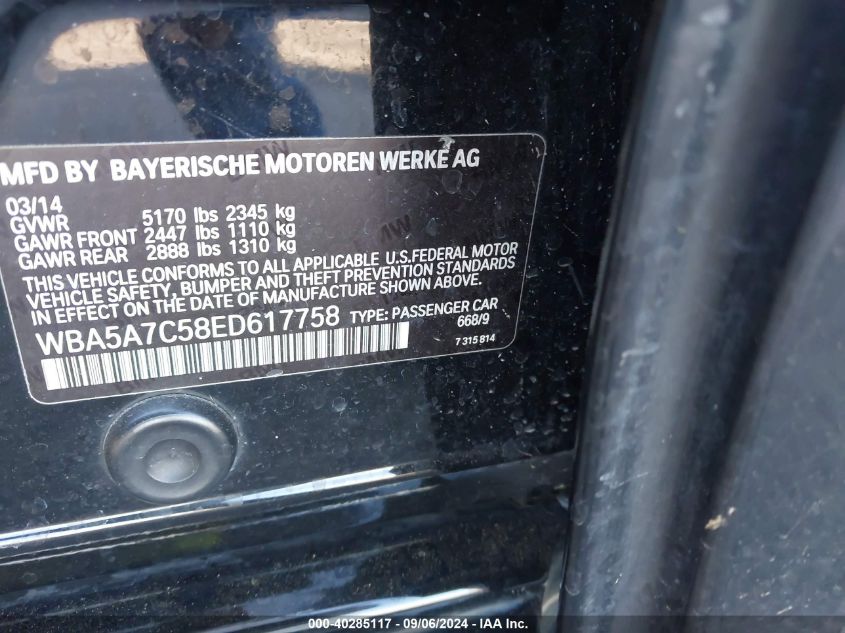 MFD BY BAYERISCHE MOTOREN WERKE AG
03/14
GVWR 5170 lbs 2345 kg
GAWR FRONT 2447 lbs 1110 kg
GAWR REAR 2888 lbs 1310 kg
THIS VEHICLE CONFORMS TO ALL APPLICABLE U.S.FEDERAL MOTOR
VEHICLE SAFETY, BUMPER AND THEFT PREVENTION STANDARDS
IN EFFECT ON THE DATE OF MANUFACTURE SHOWN ABOVE.
WBA5A7C58ED617758 TYPE: PASSENGER CAR
668/9
7 315 814
000-40285117 - 09/06/2024 - IAA Inc.